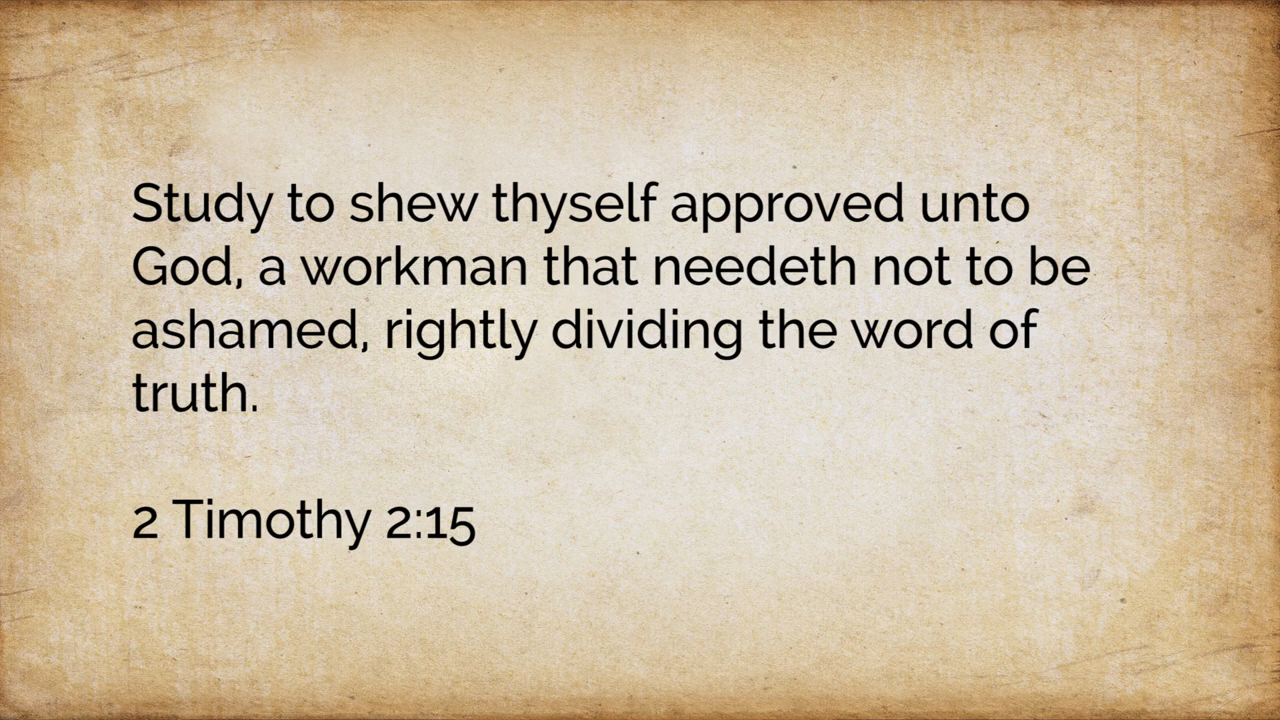 Study to shew thyself approved unto
God, a workman that needeth not to be
ashamed, rightly dividing the word of
truth.
2 Timothy 2:15